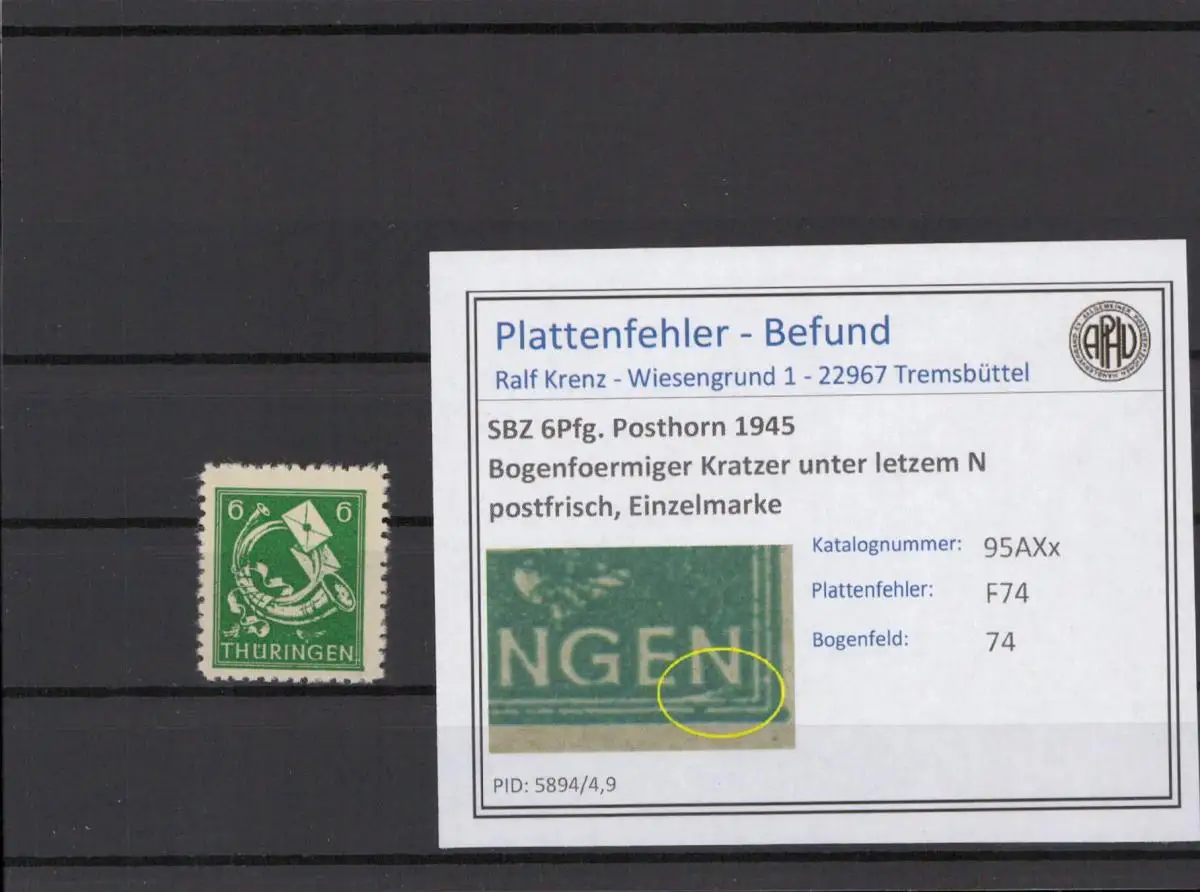 6 6
THÜRINGEN
Plattenfehler - Befund
APHV
Ralf Krenz - Wiesengrund 1 - 22967 Tremsbüttel
SBZ 6Pfg. Posthorn 1945
Bogenfoermiger Kratzer unter letzem N
postfrisch, Einzelmarke
NGEN
Katalognummer: 95AXx
Plattenfehler: F74
Bogenfeld: 74
PID: 5894/4,9